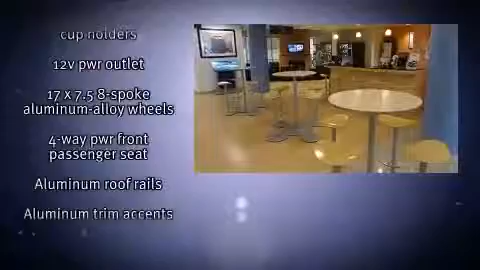 cup holders
12v pwr outlet
17 x 7.5 8-spoke
aluminum-alloy wheels
4-way pwr front
passenger seat
Aluminum roof rails
Aluminum trim accents